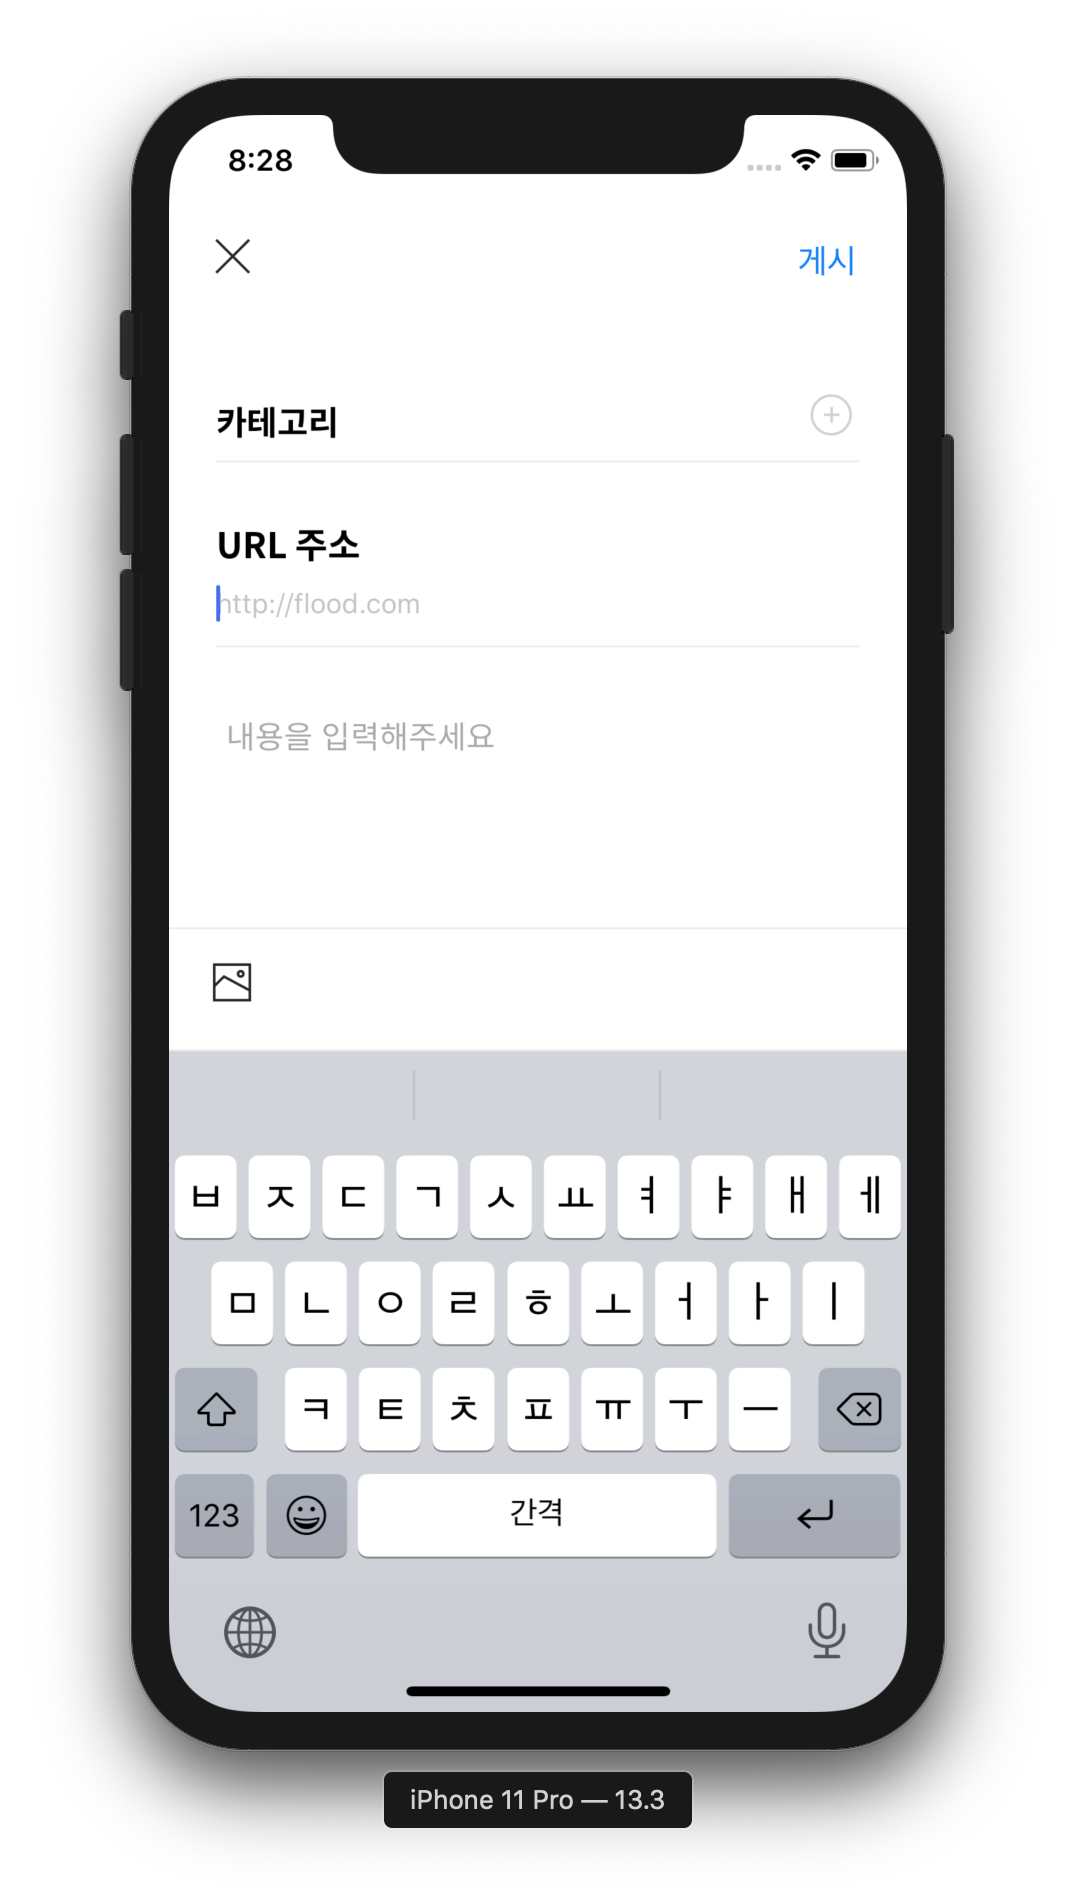 8:28
게시
카테고리
URL 주소
http://flood.com
내용을 입력해주세요
ㅂ ㅈ ㄷ ㄱ ㅅ ㅛ ㅕ ㅑ ㅐ ㅔ
ㅁ ㄴ ㅇ ㄹ ㅎ ㅗ ㅓ ㅏ ㅣ
ㅋ ㅌ ㅊ ㅍ ㅠ ㅜ ㅡ
123 간격
iPhone 11 Pro — 13.3